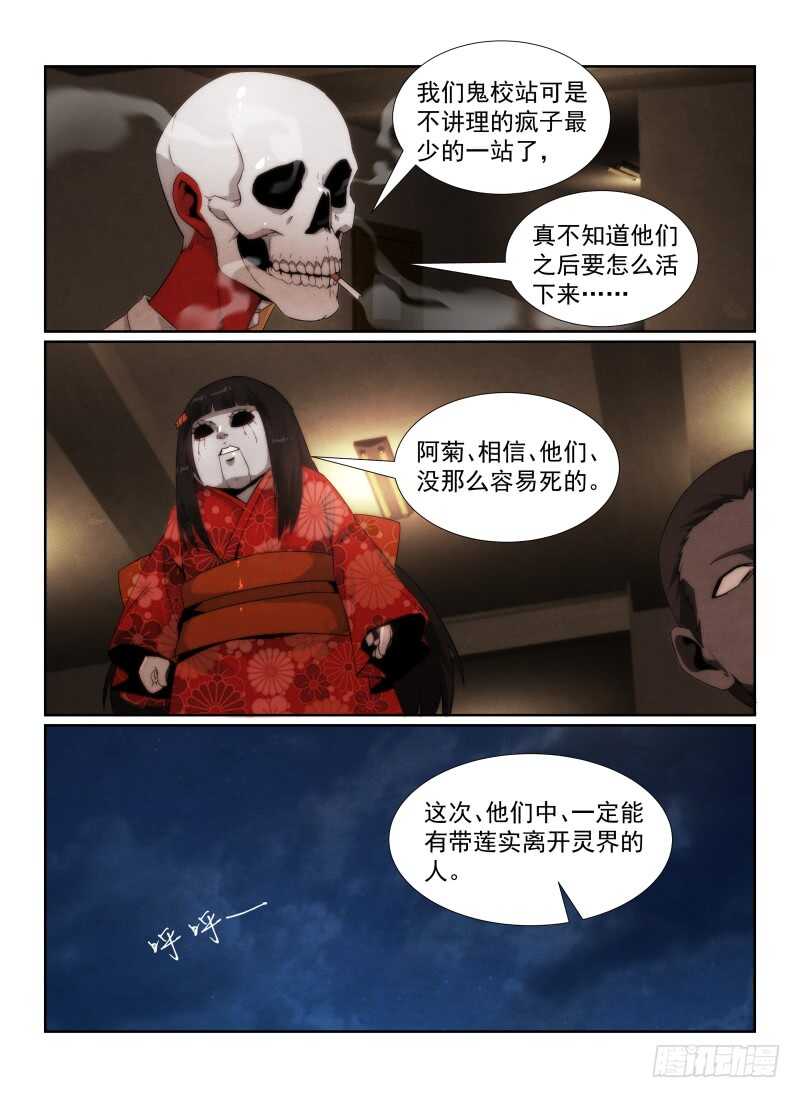 我们鬼校站可是
不讲理的疯子最
少的一站了，
真不知道他们
之后要怎么活
下来……
阿菊、相信、他们、
没那么容易死的。
这次、他们中、一定能
有带莲实离开灵界的
人。
呼呼—
腾讯动漫